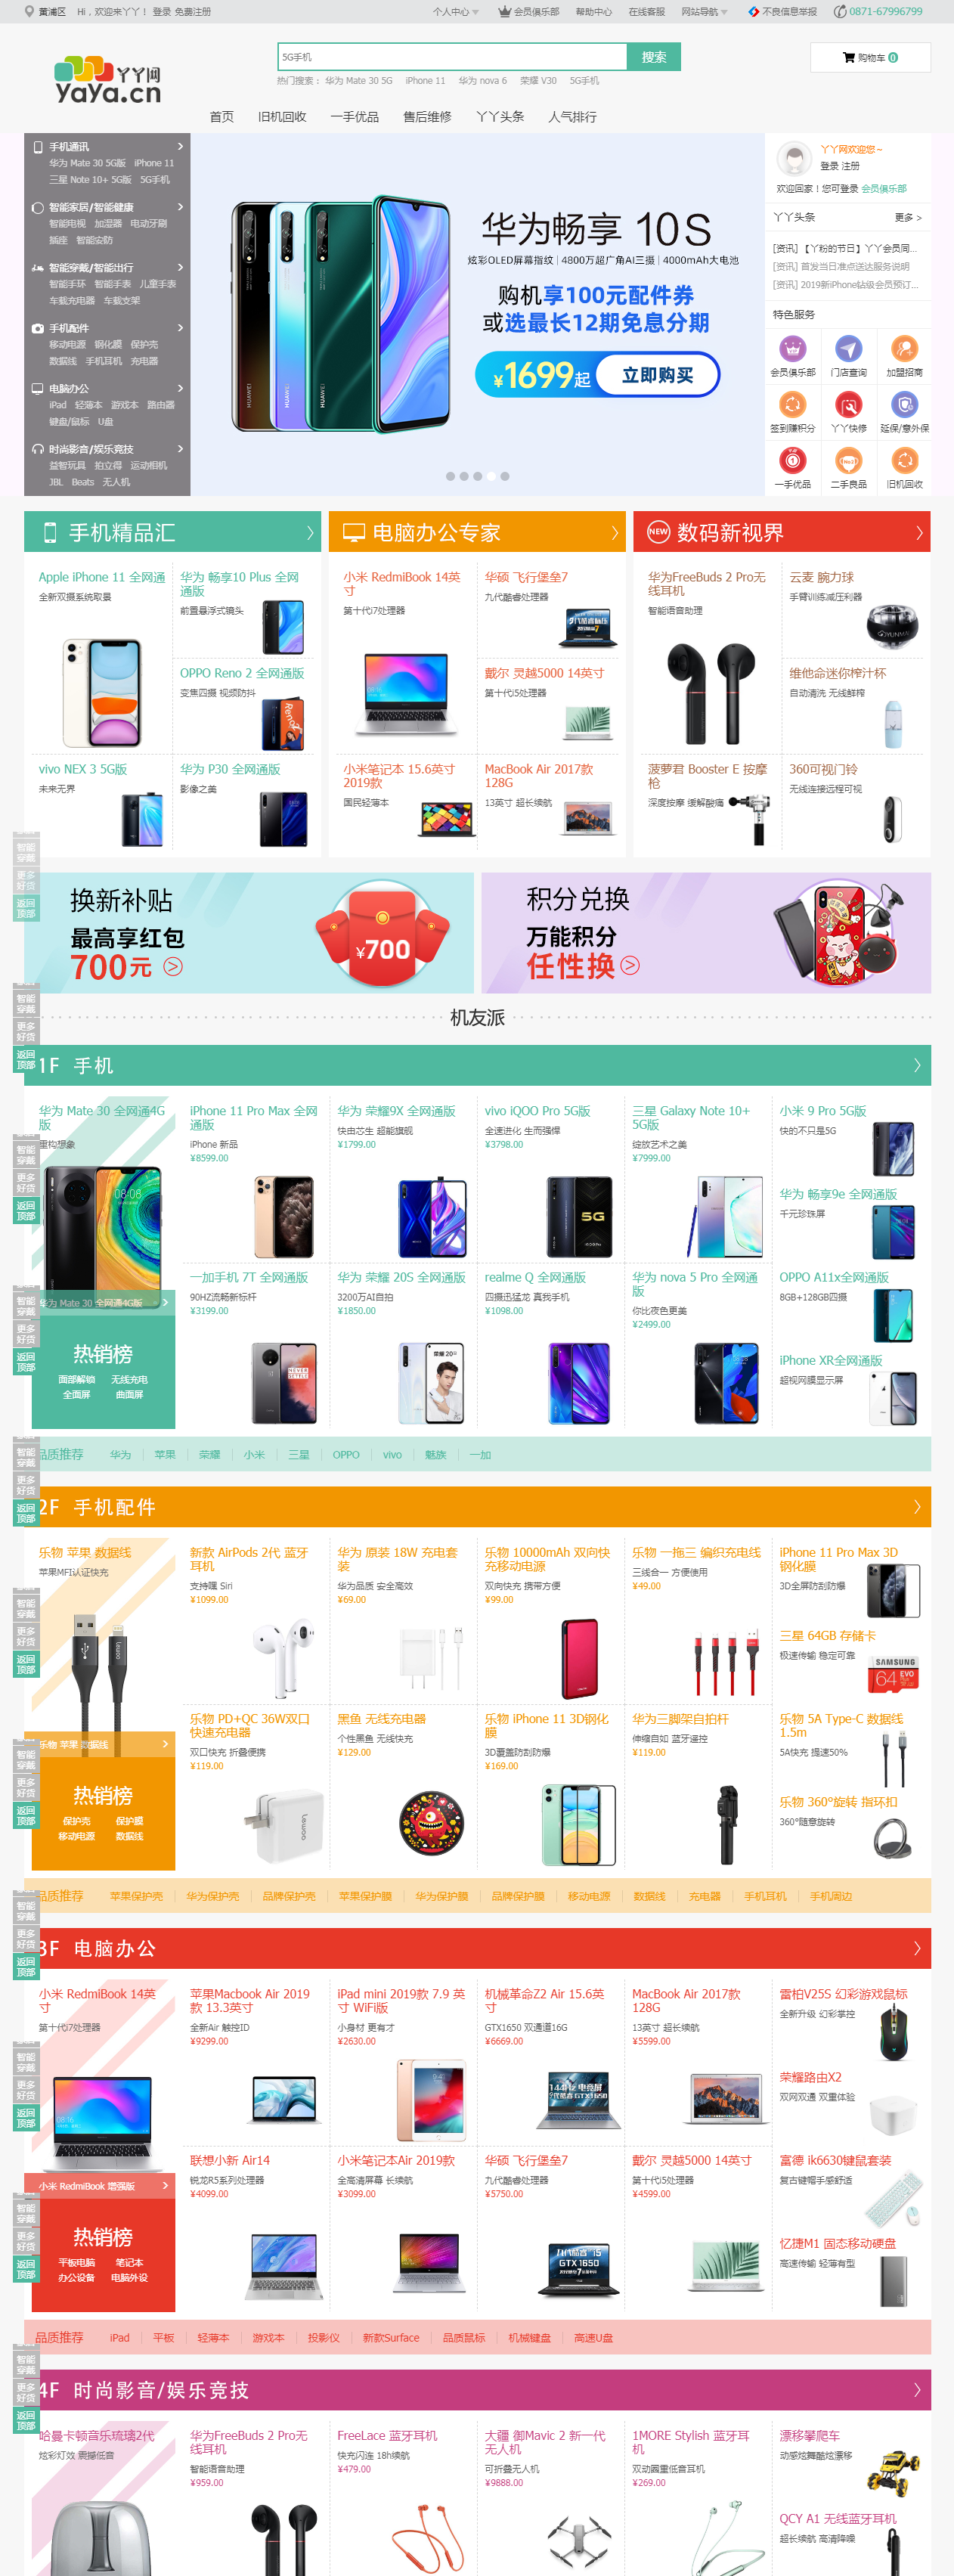 黄浦区 Hi，欢迎来丫丫！ 登录 免费注册 个人中心 会员俱乐部 帮助中心 在线客服 网站导航 不良信息举报 0871-67996799
丫丫网
YaYa.cn
5G手机 搜索
购物车 0
热门搜索： 华为 Mate 30 5G iPhone 11 华为 nova 6 荣耀 V30 5G手机
首页 旧机回收 一手优品 售后维修 丫丫头条 人气排行
手机通讯 >
华为 Mate 30 5G版 iPhone 11
三星 Note 10+ 5G版 5G手机
智能家居/智能健康 >
智能电视 加湿器 电动牙刷
插座 智能安防
智能穿戴/智能出行 >
智能手环 智能手表 儿童手表
车载充电器 车载支架
手机配件 >
移动电源 钢化膜 保护壳
数据线 手机耳机 充电器
电脑办公 >
iPad 轻薄本 游戏本 路由器
键盘/鼠标 U盘
时尚影音/娱乐竞技 >
益智玩具 拍立得 运动相机
JBL Beats 无人机
HUAWEI HUAWEI HUAWEI
华为畅享 10S
炫彩OLED屏幕指纹 | 4800万超广角AI三摄 | 4000mAh大电池
购机享100元配件券
或选最长12期免息分期
¥1699起 立即购买
丫丫网欢迎您~
登录 注册
欢迎回家！您可登录 会员俱乐部
丫丫头条 更多 >
[资讯] 【丫粉的节日】丫丫会员同...
[资讯] 首发当日准点送达服务说明
[资讯] 2019新iPhone钻级会员预订...
特色服务
会员俱乐部 门店查询 加盟招商
签到赚积分 丫丫快修 延保/意外保
一手优品 二手良品 旧机回收
手机精品汇
Apple iPhone 11 全网通
全新双摄系统取景
华为 畅享10 Plus 全网通版
前置悬浮式镜头
OPPO Reno 2 全网通版
变焦四摄 视频防抖
vivo NEX 3 5G版
未来无界
华为 P30 全网通版
影像之美
电脑办公专家
小米 RedmiBook 14英寸
第十代i7处理器
华硕 飞行堡垒7
九代酷睿处理器
戴尔 灵越5000 14英寸
第十代i5处理器
小米笔记本 15.6英寸 2019款
国民轻薄本
MacBook Air 2017款 128G
13英寸 超长续航
NEW 数码新视界
华为FreeBuds 2 Pro无线耳机
智能语音助理
云麦 腕力球
手臂训练减压利器
维他命迷你榨汁杯
自动清洗 无线鲜榨
菠萝君 Booster E 按摩枪
深度按摩 缓解酸痛
360可视门铃
无线连接远程可视
智能穿戴
更多好货
返回顶部
换新补贴
最高享红包
700元
¥700
积分兑换
万能积分
任性换
机友派
1F 手机
华为 Mate 30 全网通4G版
重构想象
华为 Mate 30 全网通4G版 >
热销榜
面部解锁 无线充电
全面屏 曲面屏
iPhone 11 Pro Max 全网通版
iPhone 新品
¥8599.00
华为 荣耀9X 全网通版
快由芯生 超能旗舰
¥1799.00
vivo iQOO Pro 5G版
全速进化 生而强悍
¥3798.00
5G
三星 Galaxy Note 10+ 5G版
绽放艺术之美
¥7999.00
小米 9 Pro 5G版
快的不只是5G
华为 畅享9e 全网通版
千元珍珠屏
一加手机 7T 全网通版
90HZ流畅新标杆
¥3199.00
华为 荣耀 20S 全网通版
3200万AI自拍
¥1850.00
realme Q 全网通版
四摄迅猛龙 真我手机
¥1098.00
华为 nova 5 Pro 全网通版
你比夜色更美
¥2499.00
OPPO A11x全网通版
8GB+128GB四摄
iPhone XR全网通版
超视网膜显示屏
品质推荐 华为 苹果 荣耀 小米 三星 OPPO vivo 魅族 一加
2F 手机配件
乐物 苹果 数据线
苹果MFI认证快充
乐物 苹果 数据线 >
热销榜
保护壳 保护膜
移动电源 数据线
新款 AirPods 2代 蓝牙耳机
支持嘿 Siri
¥1099.00
华为 原装 18W 充电套装
华为品质 安全高效
¥69.00
乐物 10000mAh 双向快充移动电源
双向快充 携带方便
¥99.00
乐物 一拖三 编织充电线
三线合一 方便使用
¥49.00
iPhone 11 Pro Max 3D钢化膜
3D全屏防刮防爆
三星 64GB 存储卡
极速传输 稳定可靠
SAMSUNG
64 EVO
乐物 PD+QC 36W双口快速充电器
双口快充 折叠便携
¥119.00
黑鱼 无线充电器
个性黑鱼 无线快充
¥129.00
乐物 iPhone 11 3D钢化膜
3D覆盖防刮防爆
¥169.00
华为三脚架自拍杆
伸缩自如 蓝牙遥控
¥119.00
乐物 5A Type-C 数据线 1.5m
5A快充 提速50%
乐物 360°旋转 指环扣
360°随意旋转
品质推荐 苹果保护壳 华为保护壳 品牌保护壳 苹果保护膜 华为保护膜 品牌保护膜 移动电源 数据线 充电器 手机耳机 手机周边
3F 电脑办公
小米 RedmiBook 14英寸
第十代i7处理器
小米 RedmiBook 增强版 >
热销榜
平板电脑 笔记本
办公设备 电脑外设
苹果Macbook Air 2019款 13.3英寸
全新Air 触控ID
¥9299.00
iPad mini 2019款 7.9 英寸 WiFi版
小身材 更有才
¥2630.00
机械革命Z2 Air 15.6英寸
GTX1650 双通道16G
¥6669.00
MacBook Air 2017款 128G
13英寸 超长续航
¥5599.00
雷柏V25S 幻彩游戏鼠标
全新升级 幻彩掌控
荣耀路由X2
双网双通 双重体验
联想小新 Air14
锐龙R5系列处理器
¥4099.00
小米笔记本Air 2019款
全高清屏幕 长续航
¥3099.00
华硕 飞行堡垒7
九代酷睿处理器
¥5750.00
戴尔 灵越5000 14英寸
第十代i5处理器
¥4599.00
富德 ik6630键鼠套装
复古键帽手感舒适
忆捷M1 固态移动硬盘
高速传输 轻薄有型
品质推荐 iPad 平板 轻薄本 游戏本 投影仪 新款Surface 品质鼠标 机械键盘 高速U盘
4F 时尚影音/娱乐竞技
哈曼卡顿音乐琉璃2代
炫彩灯效 震撼低音
华为FreeBuds 2 Pro无线耳机
智能语音助理
¥959.00
FreeLace 蓝牙耳机
快充闪连 18h续航
¥479.00
大疆 御Mavic 2 新一代无人机
可折叠无人机
¥9888.00
1MORE Stylish 蓝牙耳机
双动圈重低音耳机
¥269.00
漂移攀爬车
动感炫舞酷炫漂移
QCY A1 无线蓝牙耳机
超长续航 高清降噪